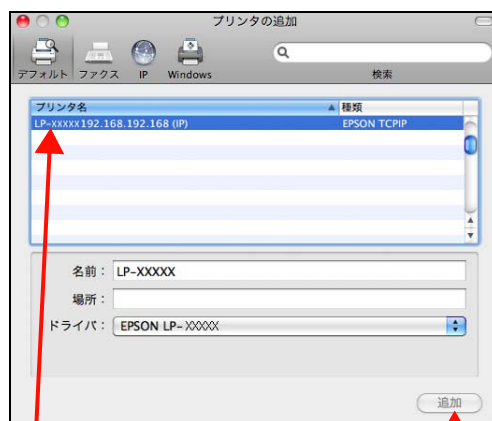 プリンタの追加
デフォルト ファクス IP Windows 検索
プリンタ名 種類
LP-xxxxx192.168.192.168 (IP) EPSON TCPIP
名前： LP-XXXXX
場所：
ドライバ： EPSON LP-XXXXX
追加